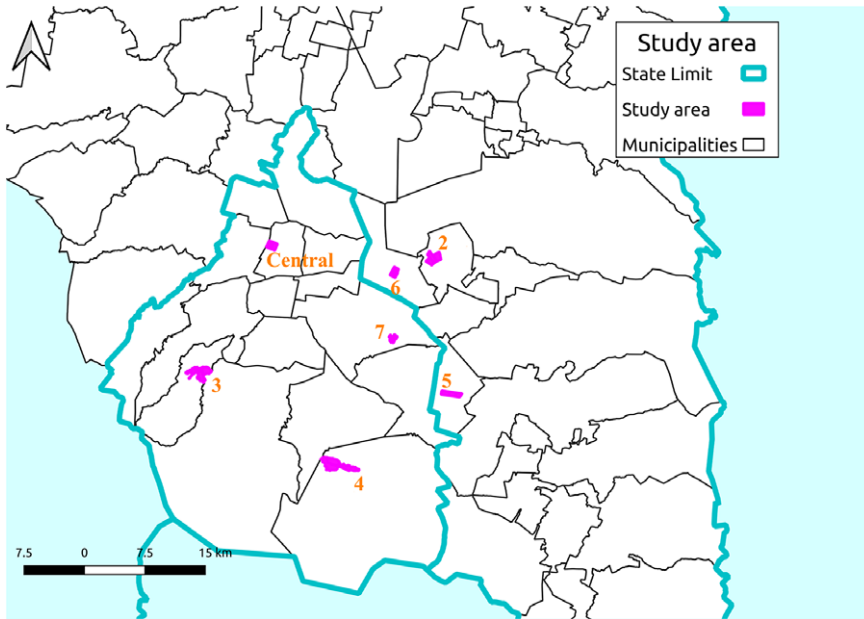 Study area
State Limit
Study area
Municipalities
2
Central
6
7
3
5
4
7.5 0 7.5 15 km